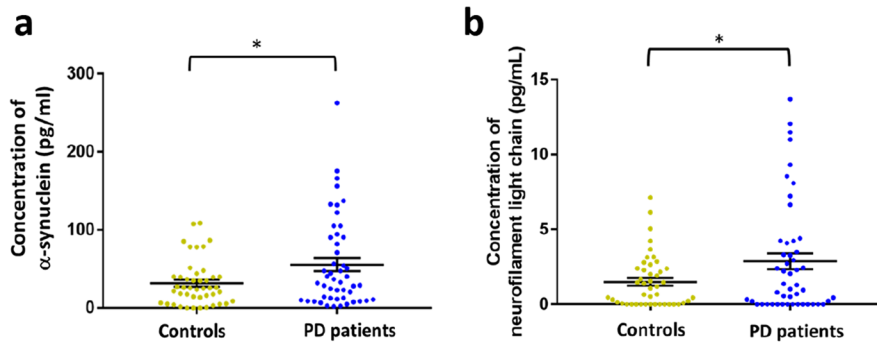 a
*
Concentration of
α-synuclein (pg/ml)
300
200
100
0
Controls
PD patients
b
*
Concentration of
neurofilament light chain (pg/mL)
15
10
5
0
Controls
PD patients